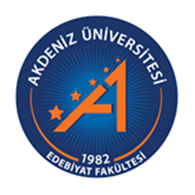 AKDENİZ ÜNİVERSİTESİ
1982
EDEBİYAT FAKÜLTESİ